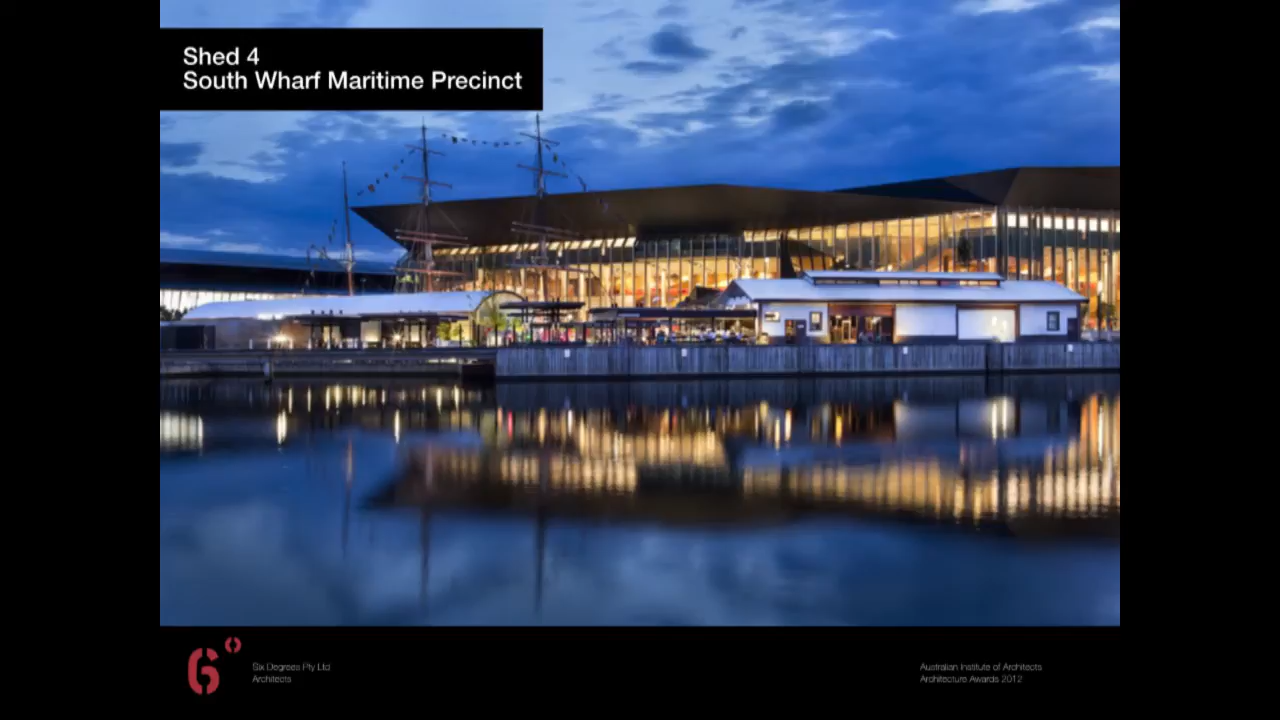 Shed 4
South Wharf Maritime Precinct
6°
Six Degrees Pty Ltd
Architects
Australian Institute of Architects
Architecture Awards 2012